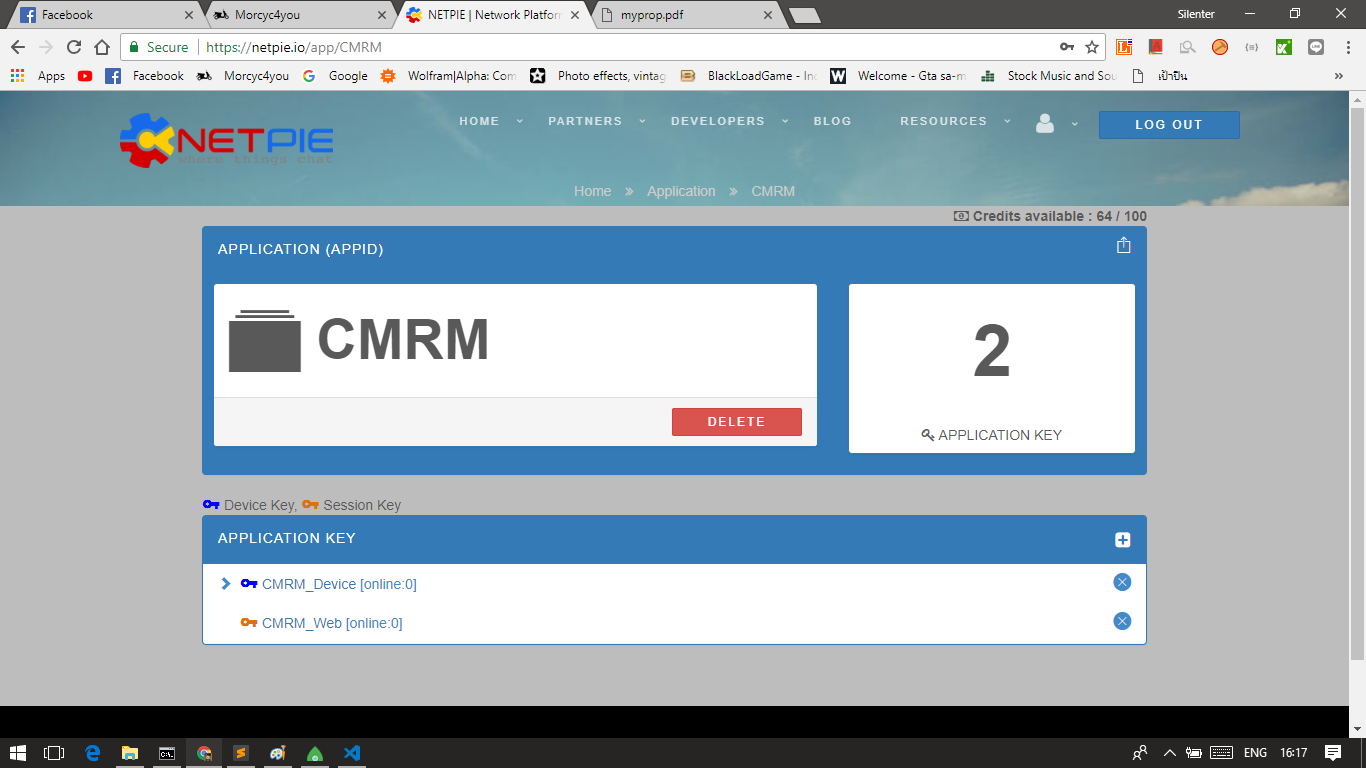 Facebook
Morcyc4you
NETPIE | Network Platfor
myprop.pdf
Silenter
Secure
https://netpie.io/app/CMRM
Apps
Facebook
Morcyc4you
Google
Wolfram|Alpha: Com
Photo effects, vintag
BlackLoadGame - Inc
Welcome - Gta sa-m
Stock Music and Sou
เป้าปืน
NETPIE
where things chat
HOME
PARTNERS
DEVELOPERS
BLOG
RESOURCES
LOG OUT
Home » Application » CMRM
Credits available : 64 / 100
APPLICATION (APPID)
CMRM
DELETE
2
APPLICATION KEY
Device Key, Session Key
APPLICATION KEY
CMRM_Device [online:0]
CMRM_Web [online:0]
ENG
16:17